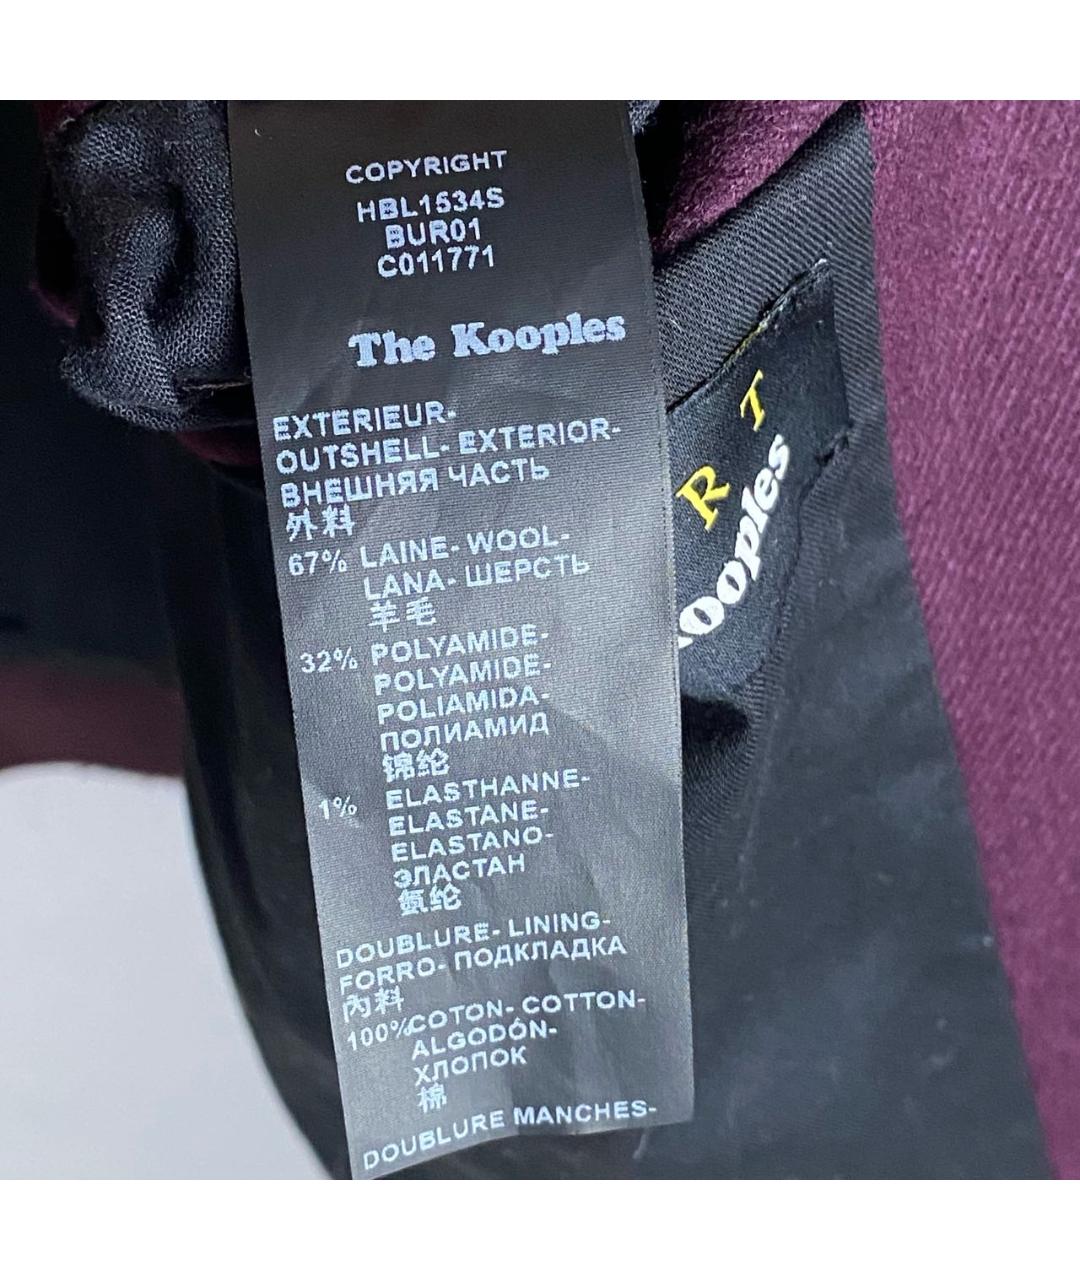 COPYRIGHT
HBL1534S
BUR01
C011771
The Kooples
EXTERIEUR-
OUTSHELL- EXTERIOR-
ВНЕШНЯЯ ЧАСТЬ
外料
67% LAINE- WOOL-
LANA- ШЕРСТЬ
羊毛
32% POLYAMIDE-
POLYAMIDE-
POLIAMIDA-
ПОЛИАМИД
锦纶
1% ELASTHANNE-
ELASTANE-
ELASTANO-
ЭЛАСТАН
氨纶
DOUBLURE- LINING-
FORRO- ПОДКЛАДКА
內料
100% COTON- COTTON-
ALGODÓN-
ХЛОПОК
棉
DOUBLURE MANCHES-
R T
ooples